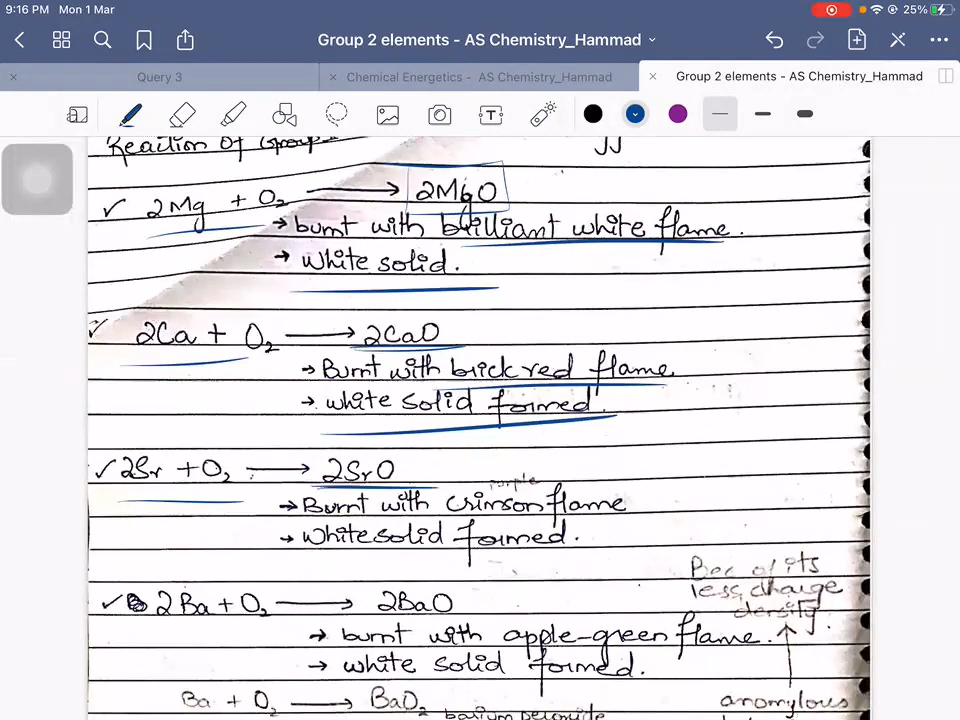 9:16 PM Mon 1 Mar
25%
Group 2 elements - AS Chemistry_Hammad
Query 3
Chemical Energetics - AS Chemistry_Hammad
Group 2 elements - AS Chemistry_Hammad
Reaction of Group
✓ 2Mg + O₂ ⟶ 2MgO
→ burnt with brilliant white flame.
→ white solid.
✓ 2Ca + O₂ ⟶ 2CaO
→ Burnt with brick red flame
→ white solid formed.
✓ 2Sr + O₂ ⟶ 2SrO
purple
→ Burnt with crimson flame
→ white solid formed.
Bec of its
less charge
density.
✓ 2Ba + O₂ ⟶ 2BaO
→ burnt with apple-green flame.
→ white solid formed.
Ba + O₂ ⟶ BaO₂
barium peroxide
anomylous